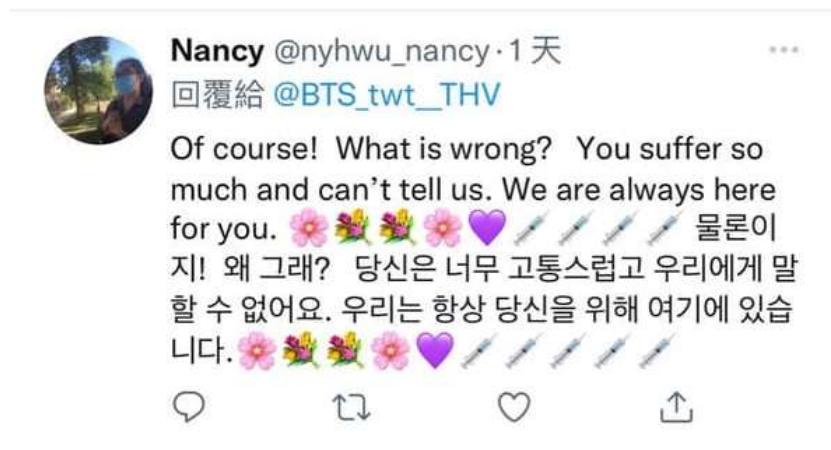 Nancy @nyhwu_nancy · 1 天
回覆給 @BTS_twt__THV
Of course!  What is wrong?   You suffer so
much and can't tell us. We are always here
for you. 🌸💐💐🌸💜💉💉💉💉 물론이
지!  왜 그래?   당신은 너무 고통스럽고 우리에게 말
할 수 없어요. 우리는 항상 당신을 위해 여기에 있습
니다.🌸💐💐🌸💜💉💉💉💉💉